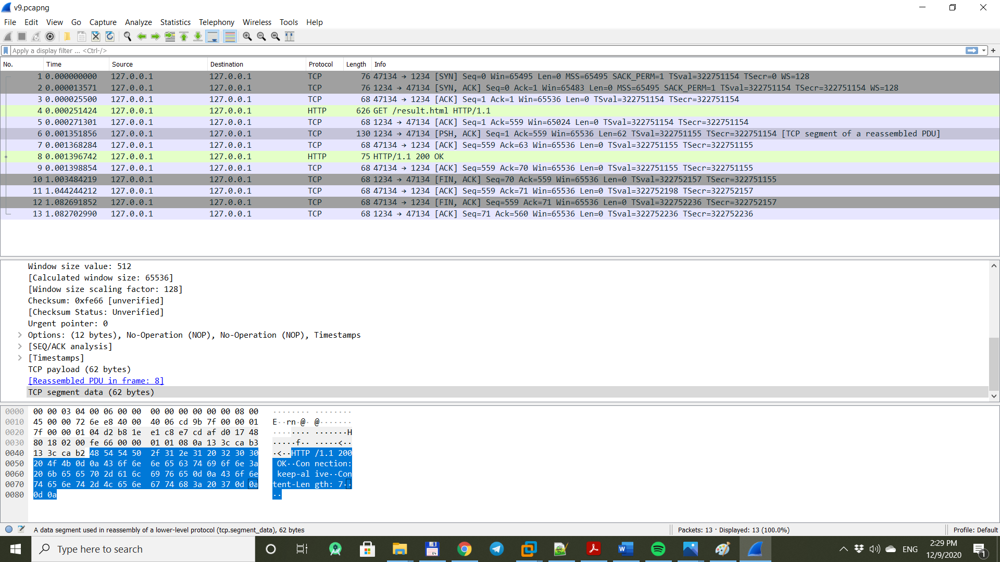 v9.pcapng
File Edit View Go Capture Analyze Statistics Telephony Wireless Tools Help
Apply a display filter ... <Ctrl-/>
No. Time Source Destination Protocol Length Info
1 0.000000000 127.0.0.1 127.0.0.1 TCP 76 47134 → 1234 [SYN] Seq=0 Win=65495 Len=0 MSS=65495 SACK_PERM=1 TSval=322751154 TSecr=0 WS=128
2 0.000013571 127.0.0.1 127.0.0.1 TCP 76 1234 → 47134 [SYN, ACK] Seq=0 Ack=1 Win=65483 Len=0 MSS=65495 SACK_PERM=1 TSval=322751154 TSecr=322751154 WS=128
3 0.000025500 127.0.0.1 127.0.0.1 TCP 68 47134 → 1234 [ACK] Seq=1 Ack=1 Win=65536 Len=0 TSval=322751154 TSecr=322751154
4 0.000251424 127.0.0.1 127.0.0.1 HTTP 626 GET /result.html HTTP/1.1
5 0.000271301 127.0.0.1 127.0.0.1 TCP 68 1234 → 47134 [ACK] Seq=1 Ack=559 Win=65024 Len=0 TSval=322751154 TSecr=322751154
6 0.001351856 127.0.0.1 127.0.0.1 TCP 130 1234 → 47134 [PSH, ACK] Seq=1 Ack=559 Win=65536 Len=62 TSval=322751155 TSecr=322751154 [TCP segment of a reassembled PDU]
7 0.001368284 127.0.0.1 127.0.0.1 TCP 68 47134 → 1234 [ACK] Seq=559 Ack=63 Win=65536 Len=0 TSval=322751155 TSecr=322751155
8 0.001396742 127.0.0.1 127.0.0.1 HTTP 75 HTTP/1.1 200 OK
9 0.001398854 127.0.0.1 127.0.0.1 TCP 68 47134 → 1234 [ACK] Seq=559 Ack=70 Win=65536 Len=0 TSval=322751155 TSecr=322751155
10 1.003484219 127.0.0.1 127.0.0.1 TCP 68 1234 → 47134 [FIN, ACK] Seq=70 Ack=559 Win=65536 Len=0 TSval=322752157 TSecr=322751155
11 1.044244212 127.0.0.1 127.0.0.1 TCP 68 47134 → 1234 [ACK] Seq=559 Ack=71 Win=65536 Len=0 TSval=322752198 TSecr=322752157
12 1.082691852 127.0.0.1 127.0.0.1 TCP 68 47134 → 1234 [FIN, ACK] Seq=559 Ack=71 Win=65536 Len=0 TSval=322752236 TSecr=322752157
13 1.082702990 127.0.0.1 127.0.0.1 TCP 68 1234 → 47134 [ACK] Seq=71 Ack=560 Win=65536 Len=0 TSval=322752236 TSecr=322752236
Window size value: 512
[Calculated window size: 65536]
[Window size scaling factor: 128]
Checksum: 0xfe66 [unverified]
[Checksum Status: Unverified]
Urgent pointer: 0
Options: (12 bytes), No-Operation (NOP), No-Operation (NOP), Timestamps
[SEQ/ACK analysis]
[Timestamps]
TCP payload (62 bytes)
[Reassembled PDU in frame: 8]
TCP segment data (62 bytes)
0000 00 00 03 04 00 06 00 00 00 00 00 00 00 00 08 00 ········ ········
0010 45 00 00 72 6e e8 40 00 40 06 cd 9b 7f 00 00 01 E··rn·@· @·······
0020 7f 00 00 01 04 d2 b8 1e e1 c8 e7 cd af d0 17 48 ········ ·······H
0030 80 18 02 00 fe 66 00 00 01 01 08 0a 13 3c ca b3 ·····f·· ·····<··
0040 13 3c ca b2 48 54 54 50 2f 31 2e 31 20 32 30 30 ·<··HTTP /1.1 200
0050 20 4f 4b 0d 0a 43 6f 6e 6e 65 63 74 69 6f 6e 3a OK··Con nection:
0060 20 6b 65 65 70 2d 61 6c 69 76 65 0d 0a 43 6f 6e keep-al ive··Con
0070 74 65 6e 74 2d 4c 65 6e 67 74 68 3a 20 37 0d 0a tent-Len gth: 7··
0080 0d 0a ··
A data segment used in reassembly of a lower-level protocol (tcp.segment_data), 62 bytes Packets: 13 · Displayed: 13 (100.0%) Profile: Default
Type here to search
64
ENG
2:29 PM
12/9/2020
1